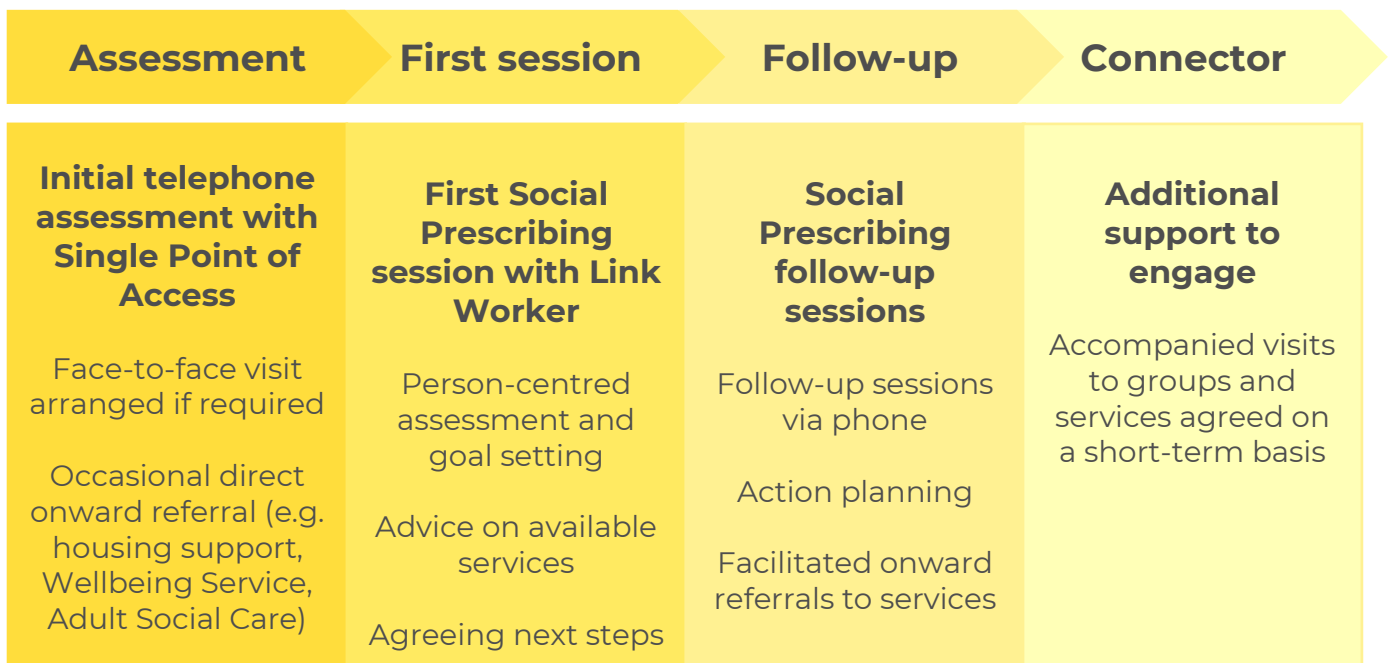 Assessment
First session
Follow-up
Connector
Initial telephone
assessment with
Single Point of
Access
Face-to-face visit
arranged if required
Occasional direct
onward referral (e.g.
housing support,
Wellbeing Service,
Adult Social Care)
First Social
Prescribing
session with Link
Worker
Person-centred
assessment and
goal setting
Advice on available
services
Agreeing next steps
Social
Prescribing
follow-up
sessions
Follow-up sessions
via phone
Action planning
Facilitated onward
referrals to services
Additional
support to
engage
Accompanied visits
to groups and
services agreed on
a short-term basis